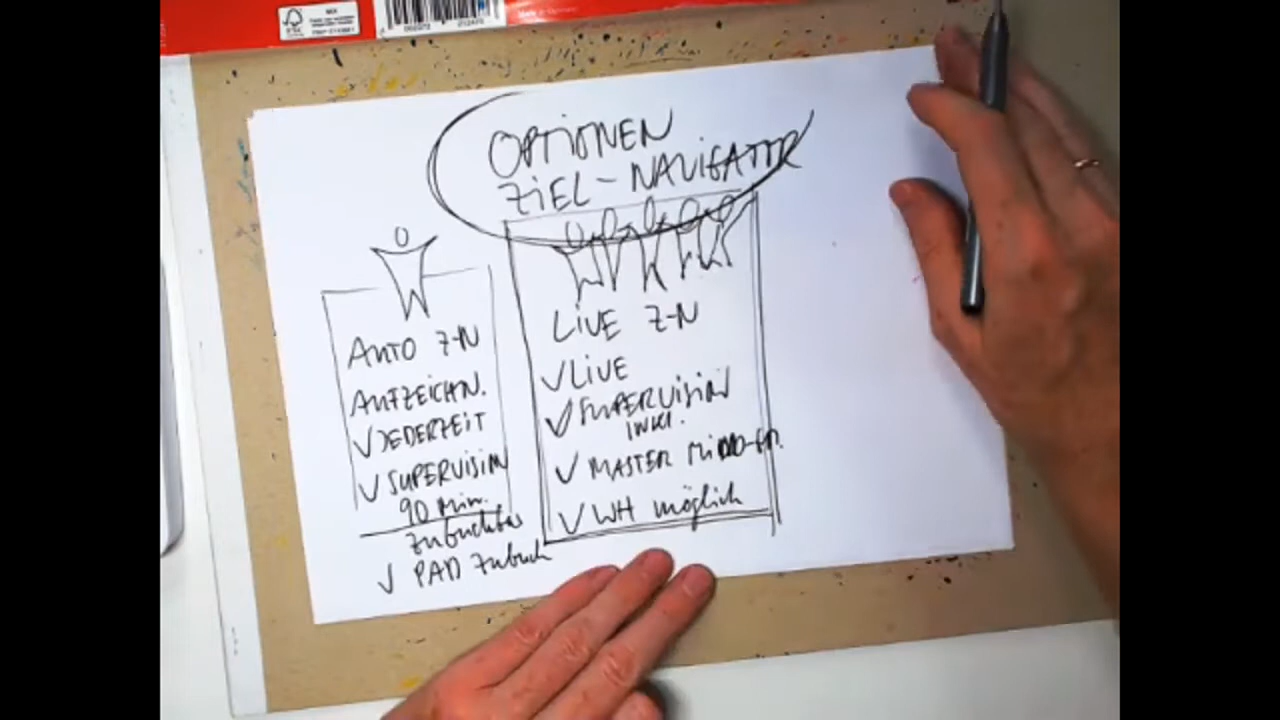 MIX
OPTIONEN
ZIEL-NAVIGATOR
AUTO Z-N
AUFZEICHN.
✓ JEDERZEIT
✓ SUPERVISION
90 Min.
zubuchbar
✓ PAD zubuch
LIVE Z-N
✓ LIVE
✓ SUPERVISION
INKL.
✓ MASTER
✓ WH möglich